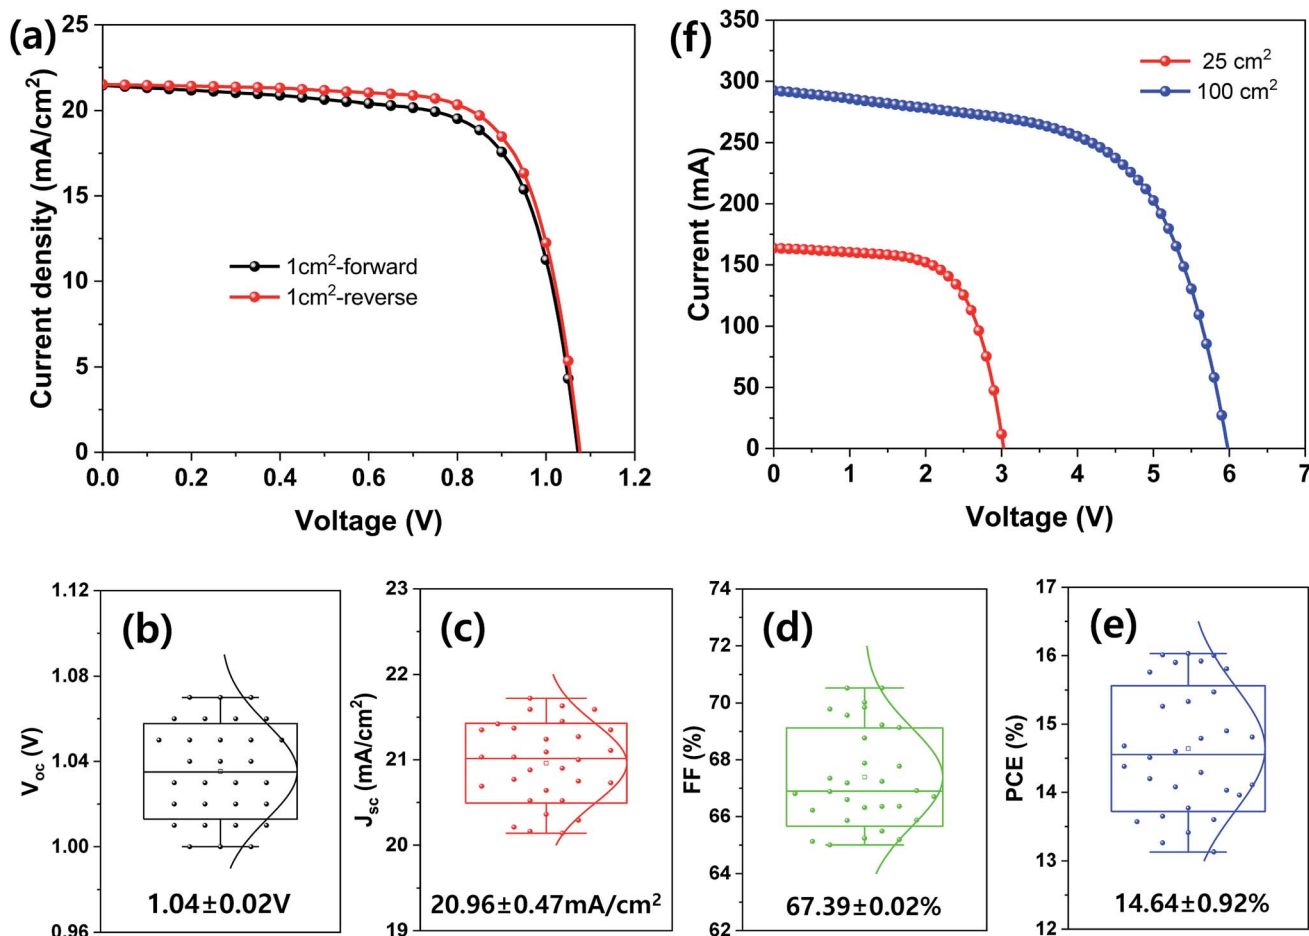 (a)
25
20
15
10
5
0
Current density (mA/cm²)
1cm²-forward
1cm²-reverse
0.0 0.2 0.4 0.6 0.8 1.0 1.2
Voltage (V)
(f)
350
300
250
200
150
100
50
0
Current (mA)
25 cm²
100 cm²
0 1 2 3 4 5 6 7
Voltage (V)
(b)
1.12
1.08
1.04
1.00
0.96
Voc (V)
1.04±0.02V
(c)
23
22
21
20
19
Jsc (mA/cm²)
20.96±0.47mA/cm²
(d)
74
72
70
68
66
64
62
FF (%)
67.39±0.02%
(e)
17
16
15
14
13
12
PCE (%)
14.64±0.92%